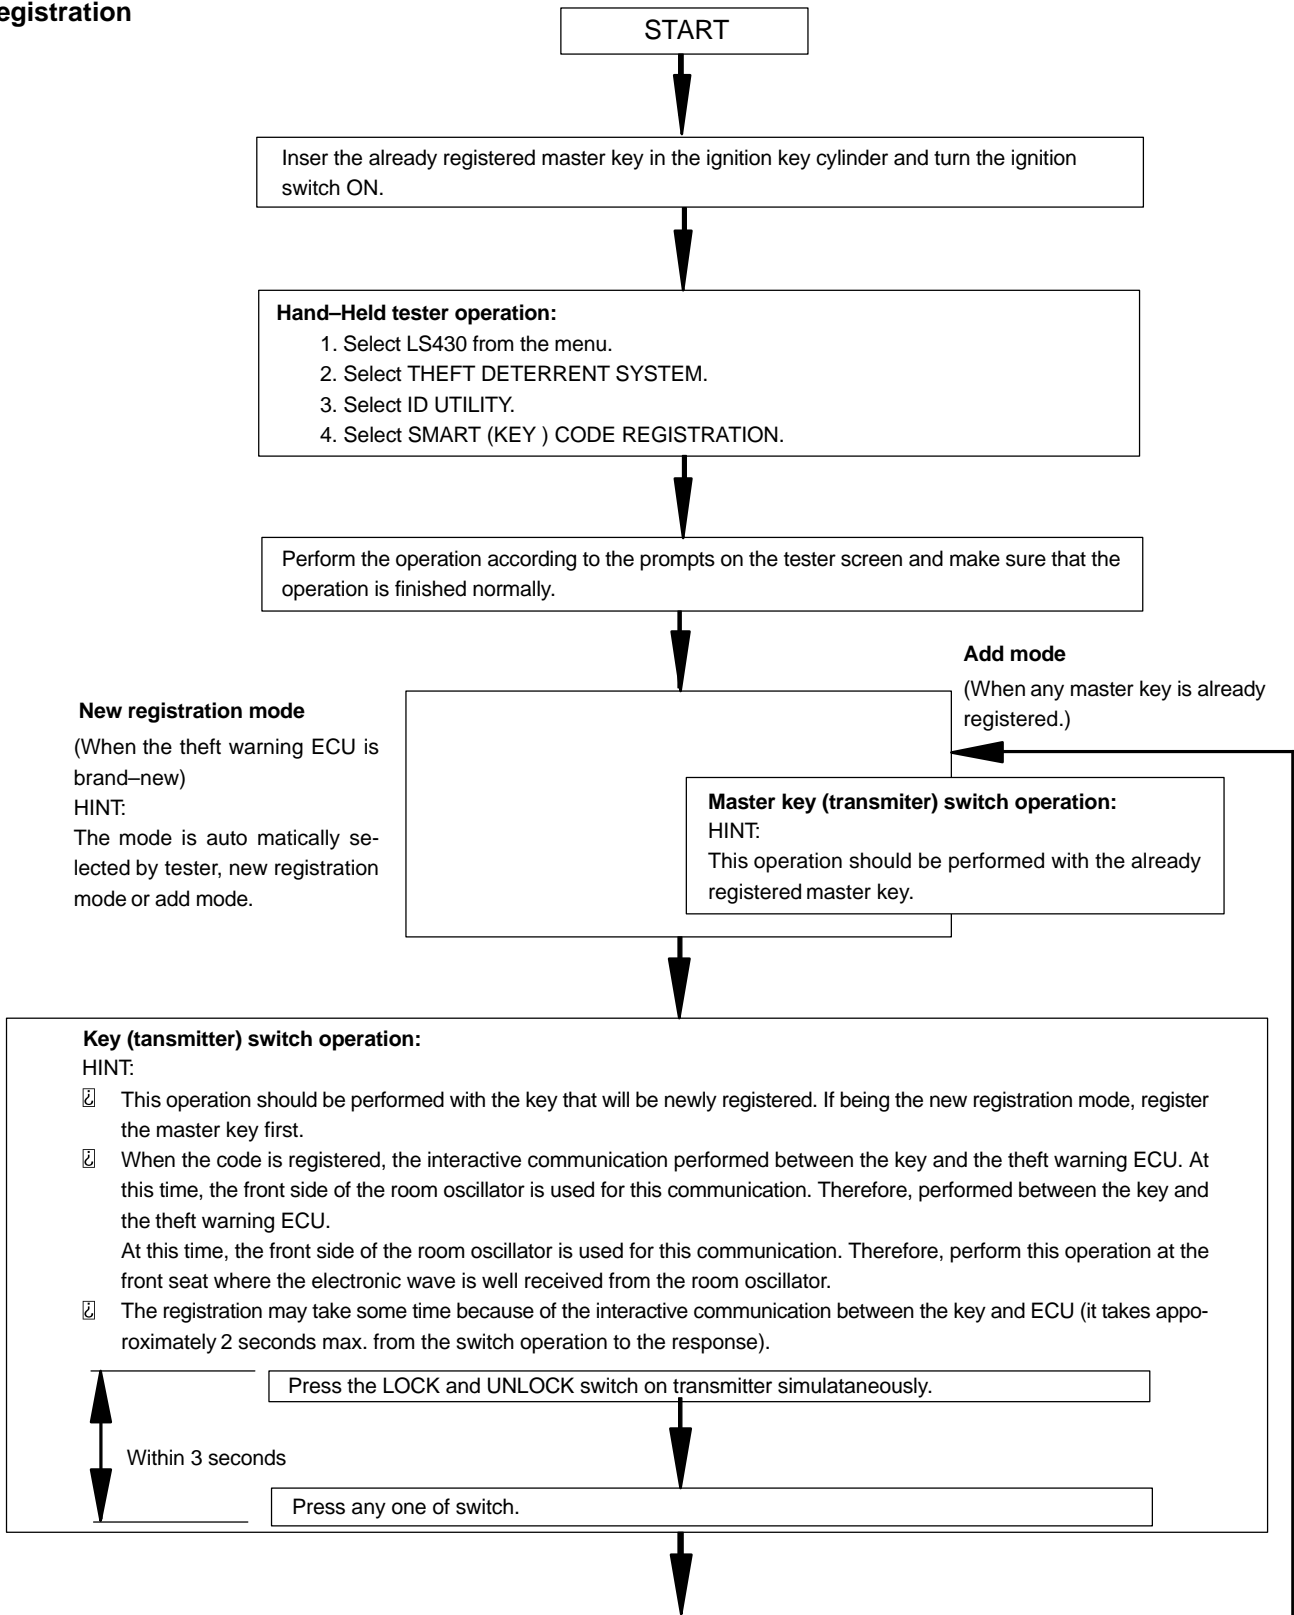 egistration
START
Inser the already registered master key in the ignition key cylinder and turn the ignition
switch ON.
Hand–Held tester operation:
1. Select LS430 from the menu.
2. Select THEFT DETERRENT SYSTEM.
3. Select ID UTILITY.
4. Select SMART (KEY ) CODE REGISTRATION.
Perform the operation according to the prompts on the tester screen and make sure that the
operation is finished normally.
Add mode
(When any master key is already
registered.)
New registration mode
(When the theft warning ECU is
brand–new)
HINT:
The mode is auto matically se-
lected by tester, new registration
mode or add mode.
Master key (transmiter) switch operation:
HINT:
This operation should be performed with the already
registered master key.
Key (tansmitter) switch operation:
HINT:
¿ This operation should be performed with the key that will be newly registered. If being the new registration mode, register
the master key first.
¿ When the code is registered, the interactive communication performed between the key and the theft warning ECU. At
this time, the front side of the room oscillator is used for this communication. Therefore, performed between the key and
the theft warning ECU.
At this time, the front side of the room oscillator is used for this communication. Therefore, perform this operation at the
front seat where the electronic wave is well received from the room oscillator.
¿ The registration may take some time because of the interactive communication between the key and ECU (it takes appo-
roximately 2 seconds max. from the switch operation to the response).
Press the LOCK and UNLOCK switch on transmitter simulataneously.
Within 3 seconds
Press any one of switch.